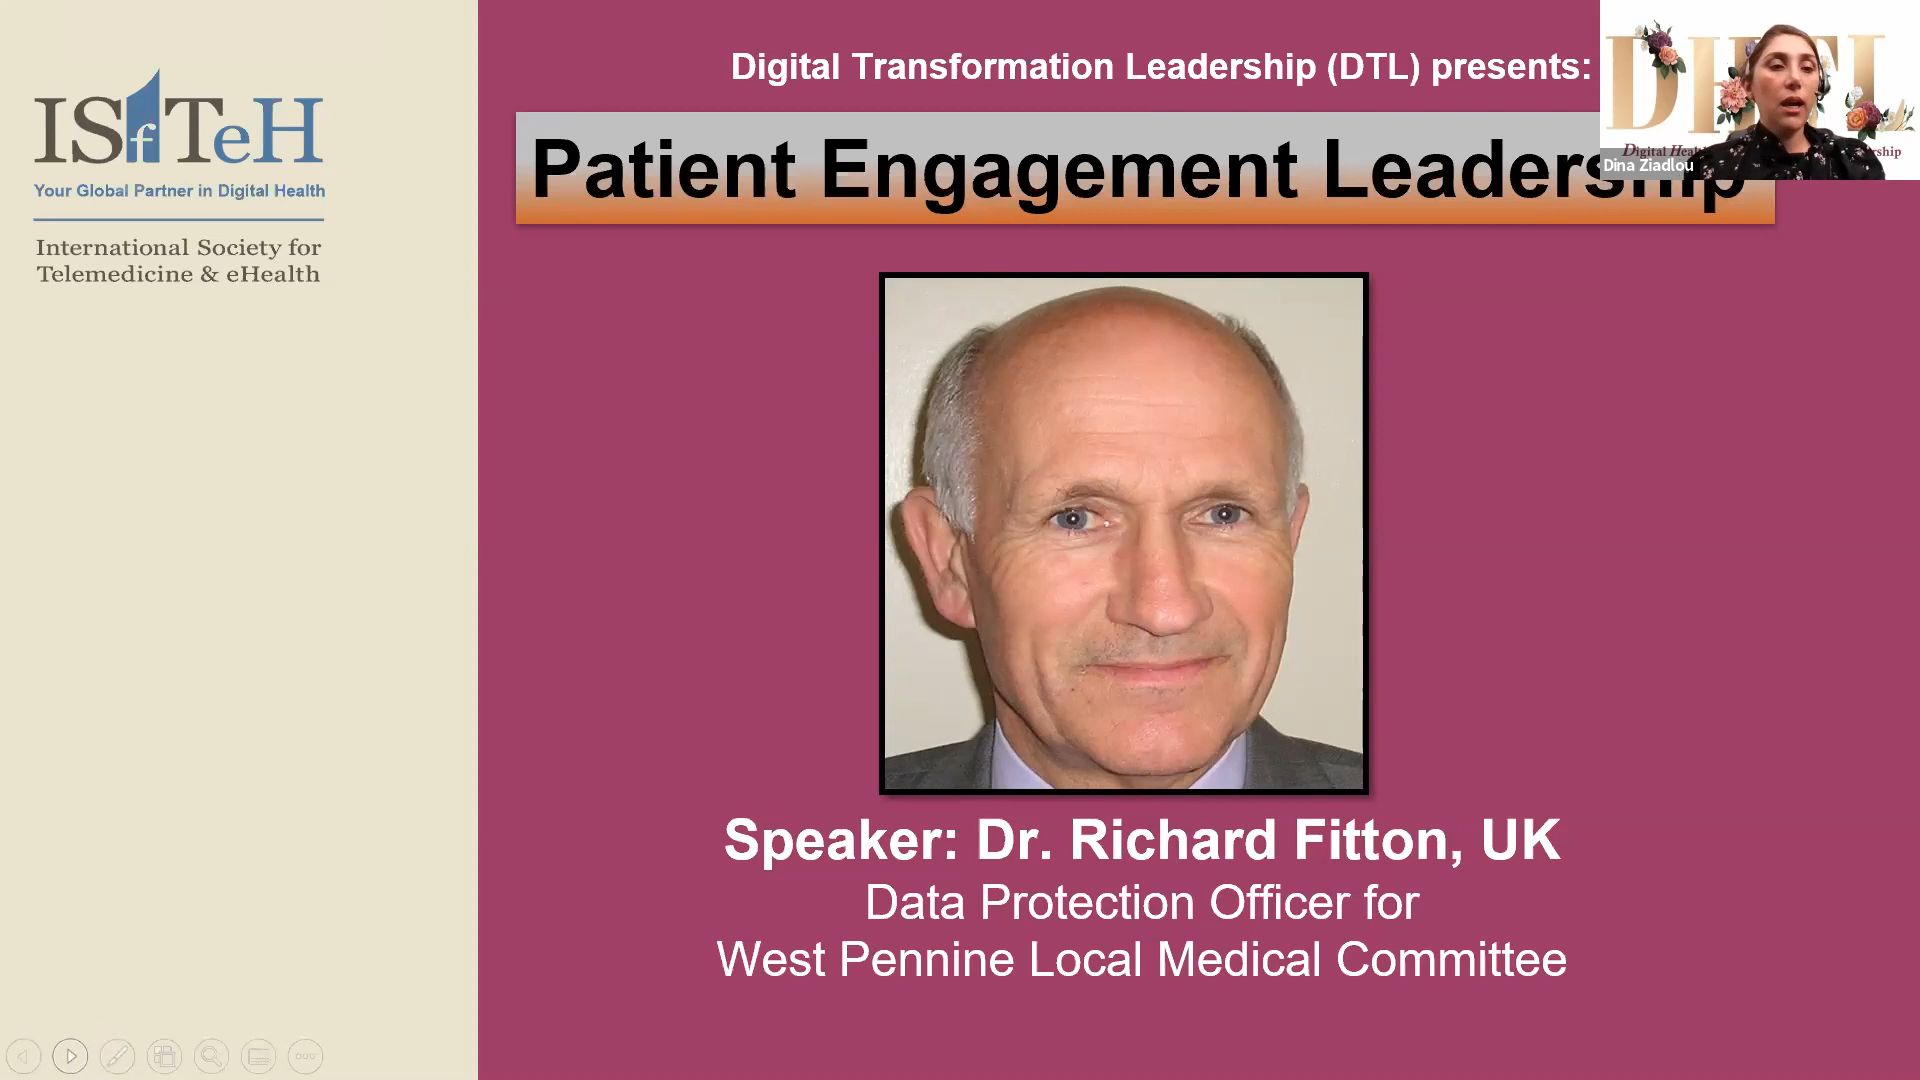 ISfTeH
Your Global Partner in Digital Health
International Society for
Telemedicine & eHealth
Digital Transformation Leadership (DTL) presents:
Patient Engagement Leadership
Dina Ziadlou
Speaker: Dr. Richard Fitton, UK
Data Protection Officer for
West Pennine Local Medical Committee